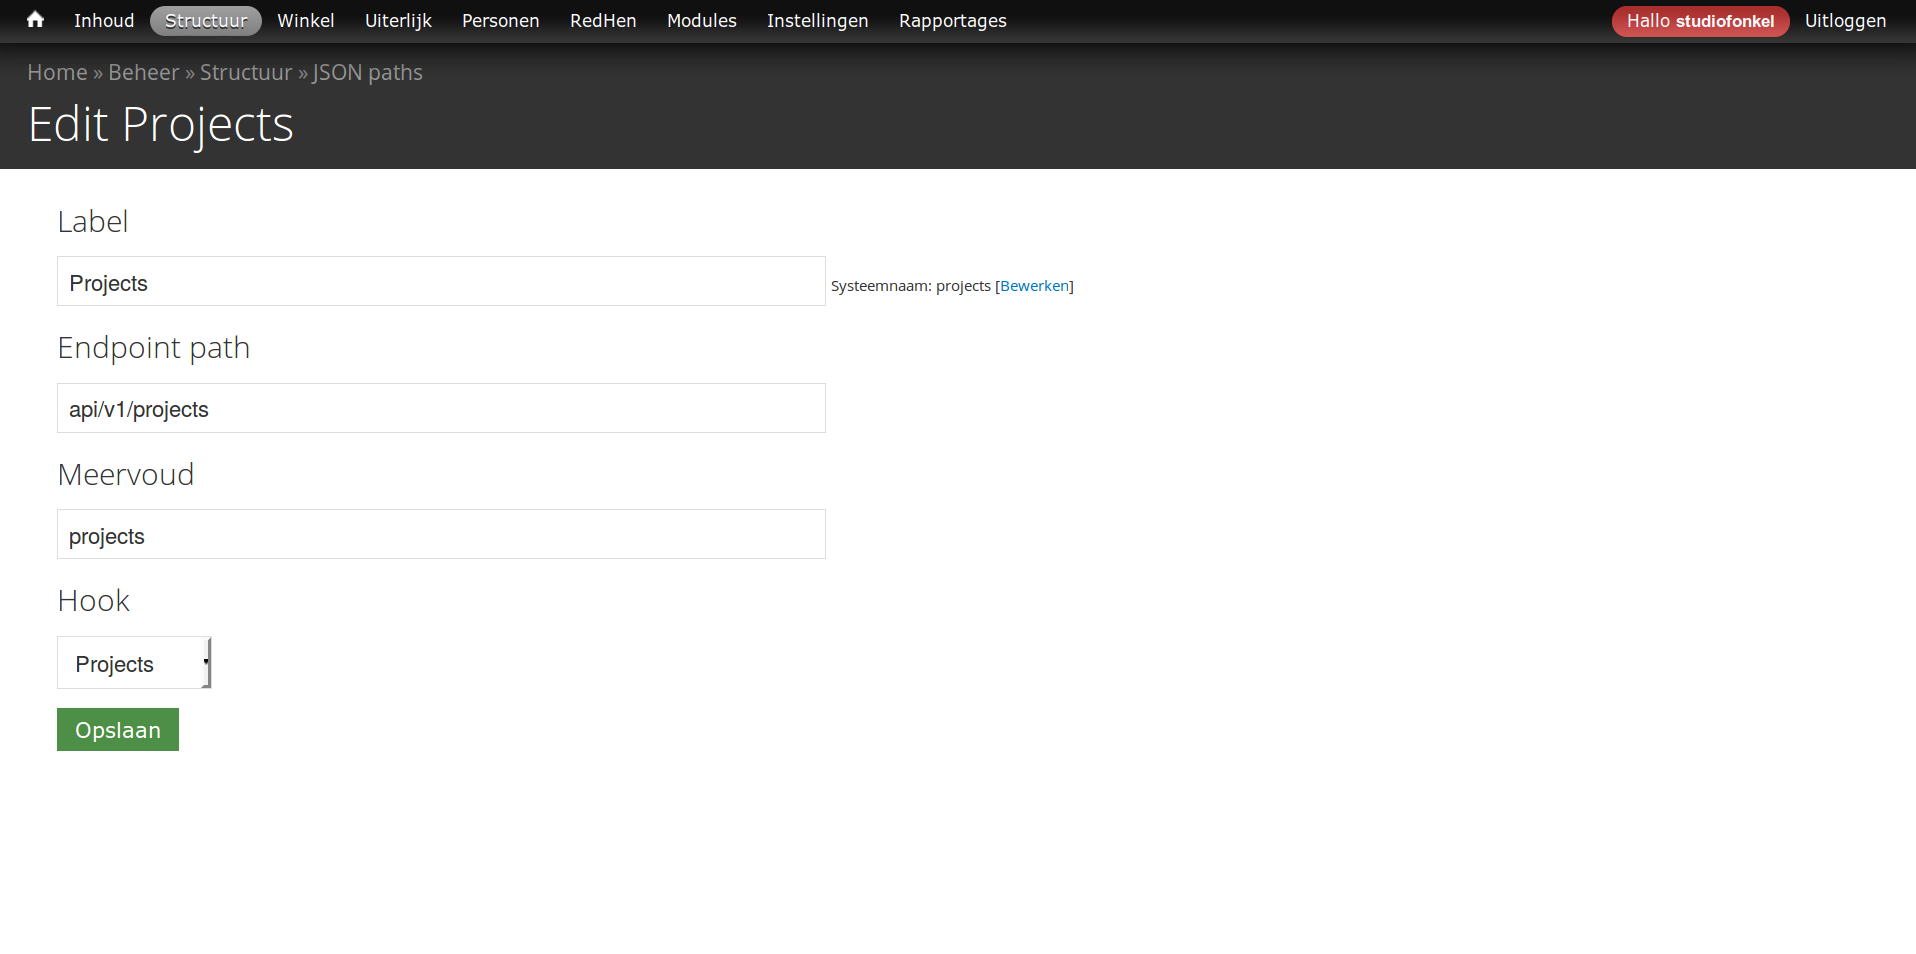 Inhoud Structuur Winkel Uiterlijk Personen RedHen Modules Instellingen Rapportages Hallo studiofonkel Uitloggen
Home » Beheer » Structuur » JSON paths
Edit Projects
Label
Projects Systeemnaam: projects [Bewerken]
Endpoint path
api/v1/projects
Meervoud
projects
Hook
Projects
Opslaan